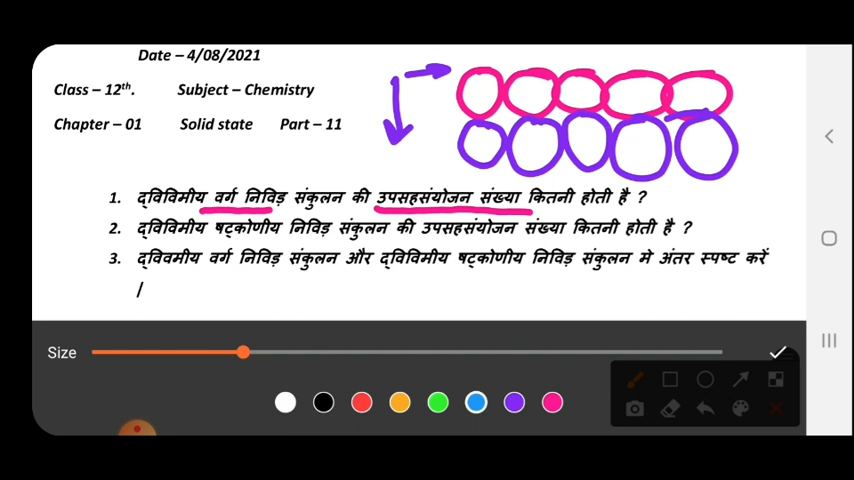 Date – 4/08/2021
Class – 12th. Subject – Chemistry
Chapter – 01 Solid state Part – 11
1. द्विविमीय वर्ग निविड़ संकुलन की उपसहसंयोजन संख्या कितनी होती है ?
2. द्विविमीय षट्कोणीय निविड़ संकुलन की उपसहसंयोजन संख्या कितनी होती है ?
3. द्विवमीय वर्ग निविड़ संकुलन और द्विविमीय षट्कोणीय निविड़ संकुलन मे अंतर स्पष्ट करें
|
Size